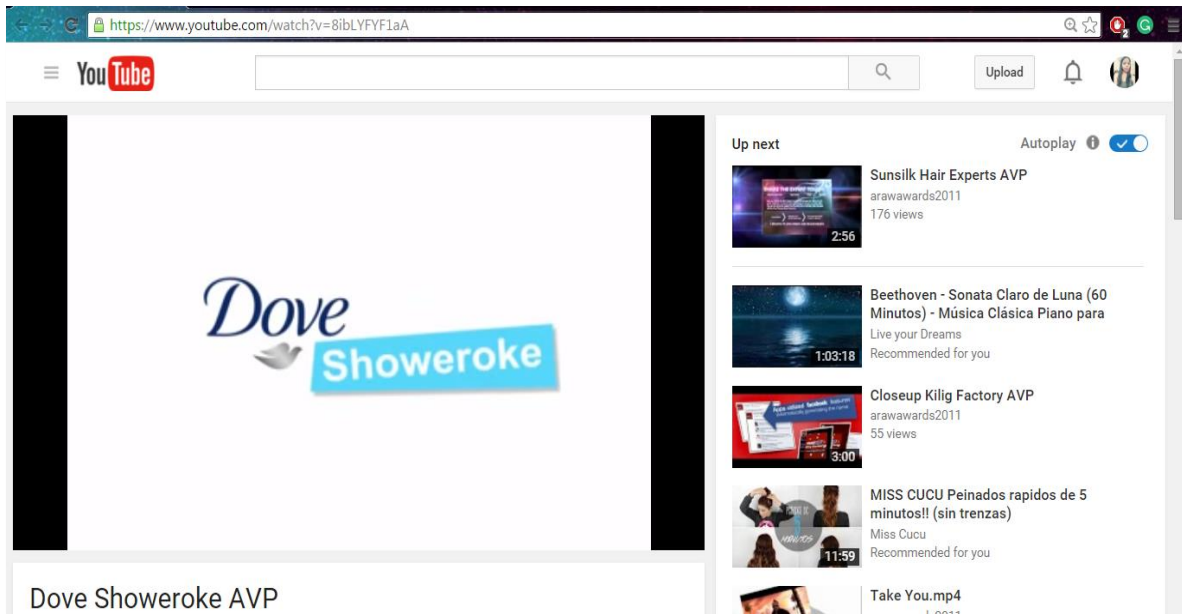 https://www.youtube.com/watch?v=8ibLYFYF1aA
2
YouTube
Upload
Dove
Showeroke
Dove Showeroke AVP
Up next
Autoplay
Sunsilk Hair Experts AVP
arawawards2011
176 views
2:56
Beethoven - Sonata Claro de Luna (60
Minutos) - Música Clásica Piano para
Live your Dreams
Recommended for you
1:03:18
Closeup Kilig Factory AVP
arawawards2011
55 views
3:00
MISS CUCU Peinados rapidos de 5
minutos!! (sin trenzas)
Miss Cucu
Recommended for you
MINUTOS
11:59
Take You.mp4